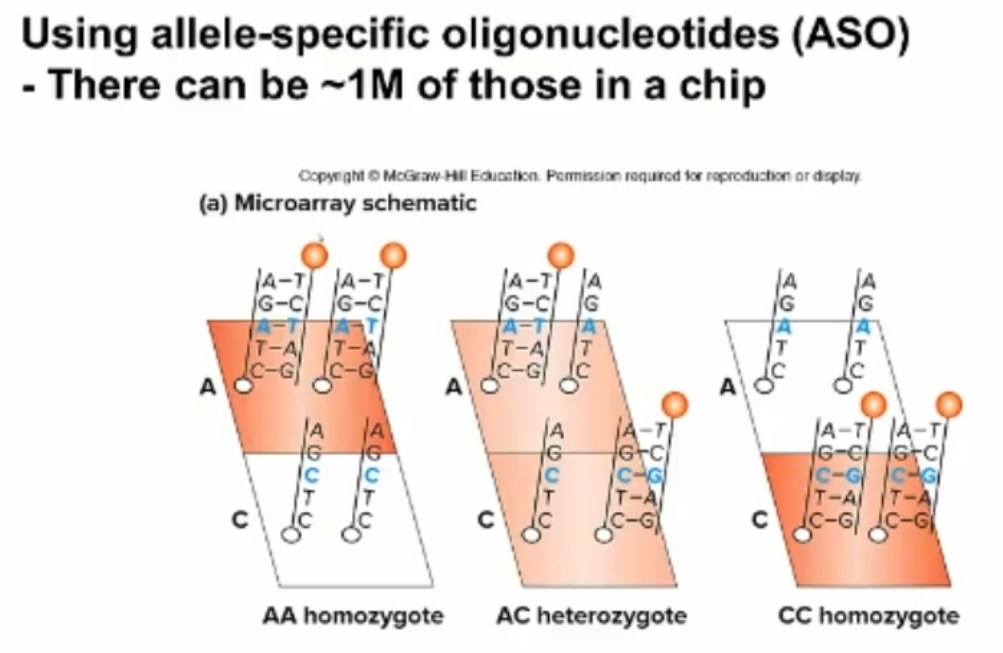 Using allele-specific oligonucleotides (ASO)
- There can be ~1M of those in a chip
Copyright © McGraw-Hill Education. Permission required for reproduction or display.
(a) Microarray schematic
A-T A-T A-T A A A
G-C G-C G-C G G G
A-T A-T A-T A A A
T-A T-A T-A T T T
C-G C-G C-G C C C
A A A
A A A A-T A-T A-T
G G G G-C G-C G-C
C C C C-G C-G C-G
T T T T-A T-A T-A
C C C C-G C-G C-G
C C C
AA homozygote AC heterozygote CC homozygote